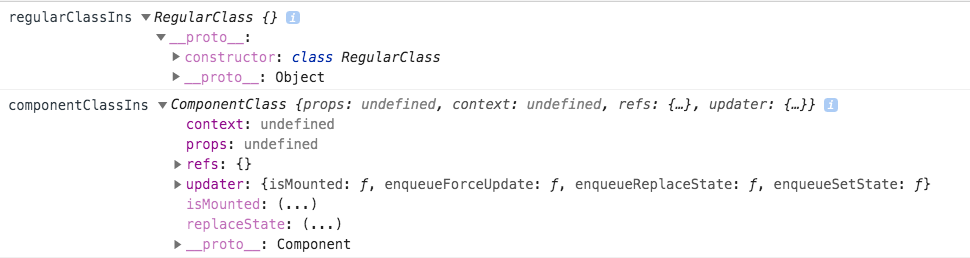 regularClassIns ▼RegularClass {} i
▼__proto__:
▶constructor: class RegularClass
▶__proto__: Object
componentClassIns ▼ComponentClass {props: undefined, context: undefined, refs: {…}, updater: {…}} i
context: undefined
props: undefined
▶refs: {}
▶updater: {isMounted: ƒ, enqueueForceUpdate: ƒ, enqueueReplaceState: ƒ, enqueueSetState: ƒ}
isMounted: (...)
replaceState: (...)
▶__proto__: Component